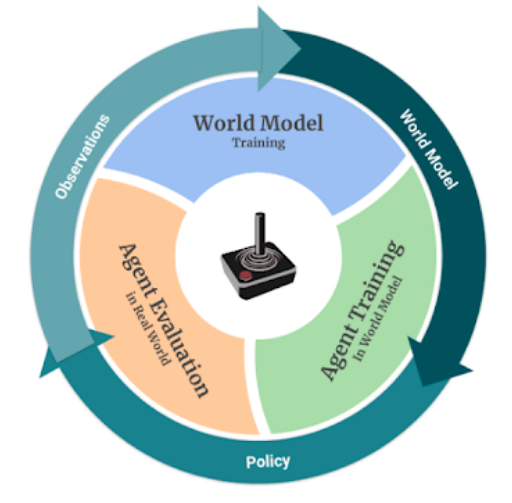 World Model
Training
World Model
Agent Training
In World Model
Policy
Agent Evaluation
in Real World
Observations